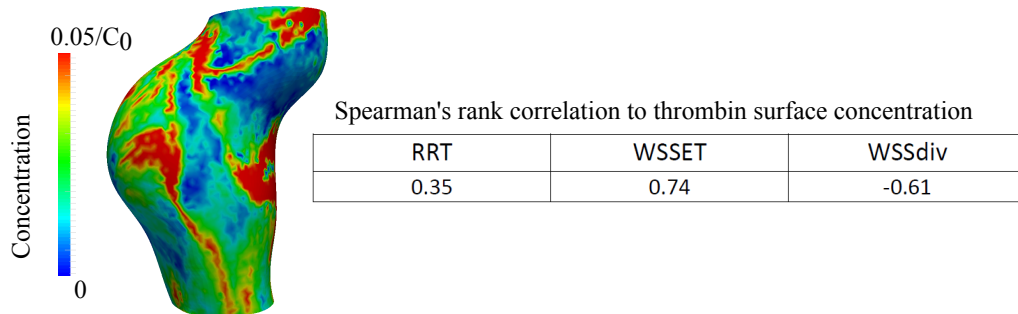 0.05/C0
Concentration
0
Spearman's rank correlation to thrombin surface concentration
RRT WSSET WSSdiv
0.35 0.74 -0.61